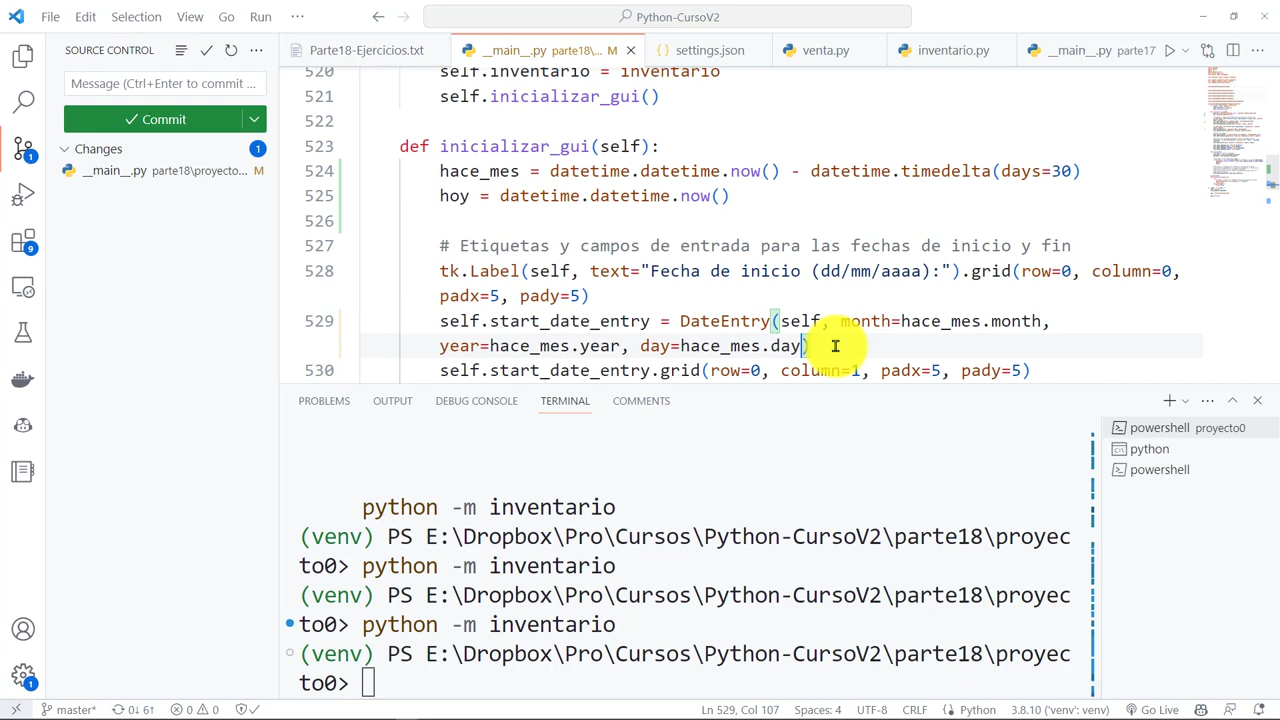 File Edit Selection View Go Run ··· Python-CursoV2
SOURCE CONTROL
Parte18-Ejercicios.txt __main__.py parte18\... M settings.json venta.py inventario.py __main__.py parte17
Message (Ctrl+Enter to commit ...
Commit
Changes 1
__main__.py parte18\proyecto... M
1
9
1
520 self.inventario = inventario
521 self.inicializar_gui()
522
523 def inicializar_gui(self):
524 hace_mes = datetime.datetime.now() - datetime.timedelta(days=30)
525 hoy = datetime.datetime.now()
526
527 # Etiquetas y campos de entrada para las fechas de inicio y fin
528 tk.Label(self, text="Fecha de inicio (dd/mm/aaaa):").grid(row=0, column=0,
padx=5, pady=5)
529 self.start_date_entry = DateEntry(self, month=hace_mes.month,
year=hace_mes.year, day=hace_mes.day)
530 self.start_date_entry.grid(row=0, column=1, padx=5, pady=5)
PROBLEMS OUTPUT DEBUG CONSOLE TERMINAL COMMENTS
powershell proyecto0
python
powershell
python -m inventario
(venv) PS E:\Dropbox\Pro\Cursos\Python-CursoV2\parte18\proyec
to0> python -m inventario
(venv) PS E:\Dropbox\Pro\Cursos\Python-CursoV2\parte18\proyec
to0> python -m inventario
(venv) PS E:\Dropbox\Pro\Cursos\Python-CursoV2\parte18\proyec
to0>
master* 0↓ 6↑ 0 0 Ln 529, Col 107 Spaces: 4 UTF-8 CRLF Python 3.8.10 ('venv': venv) Go Live